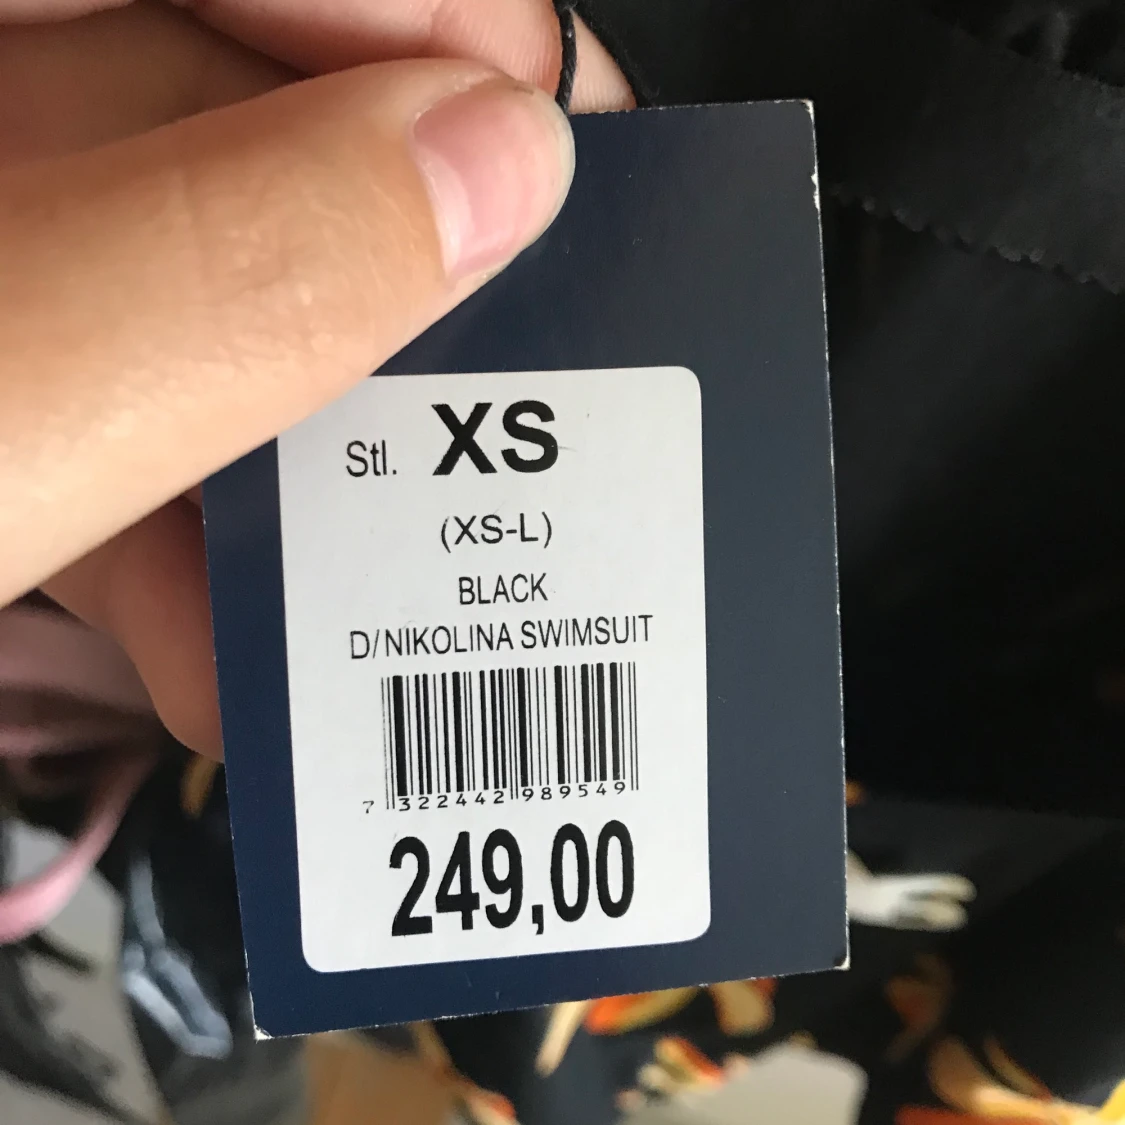 Stl. XS
(XS-L)
BLACK
D/NIKOLINA SWIMSUIT
7 322442 989549
249,00